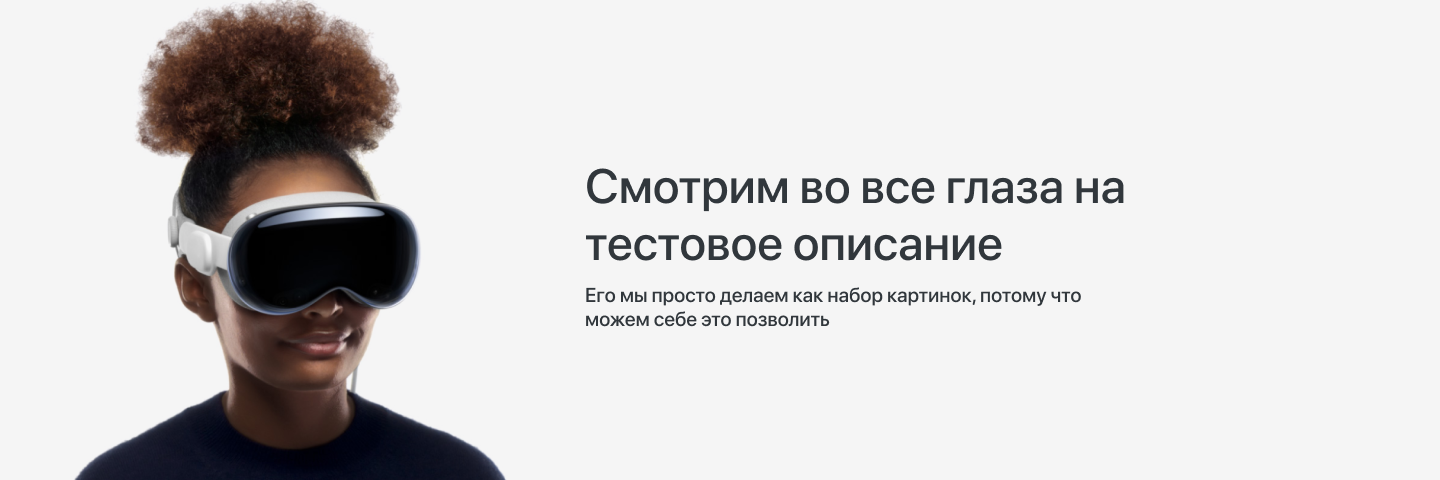 Смотрим во все глаза на
тестовое описание
Его мы просто делаем как набор картинок, потому что
можем себе это позволить